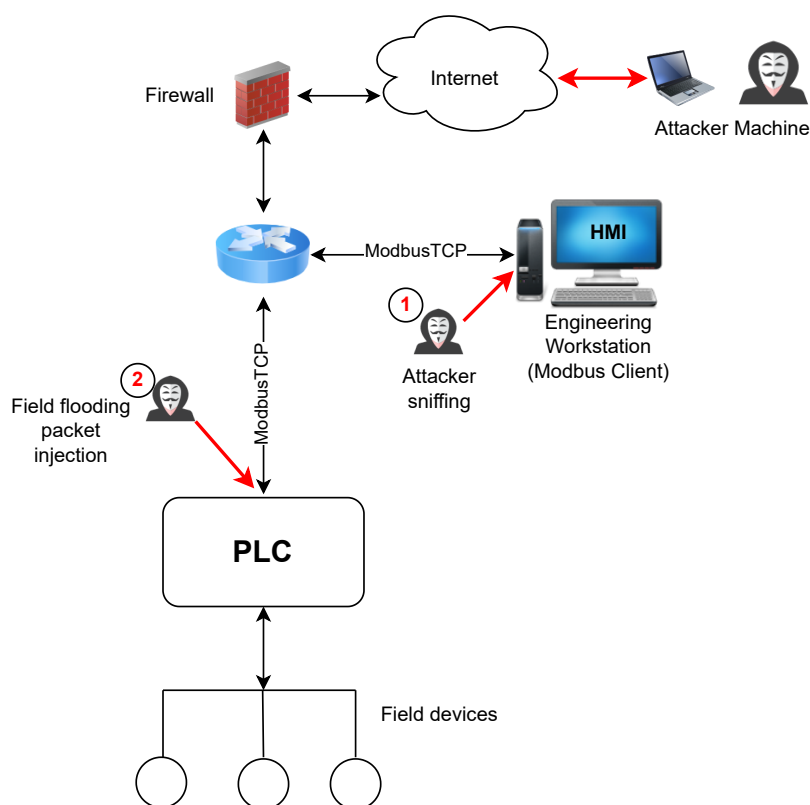 Internet
Firewall
Attacker Machine
HMI
ModbusTCP
1
Engineering
Workstation
(Modbus Client)
Attacker
sniffing
ModbusTCP
2
Field flooding
packet
injection
PLC
Field devices